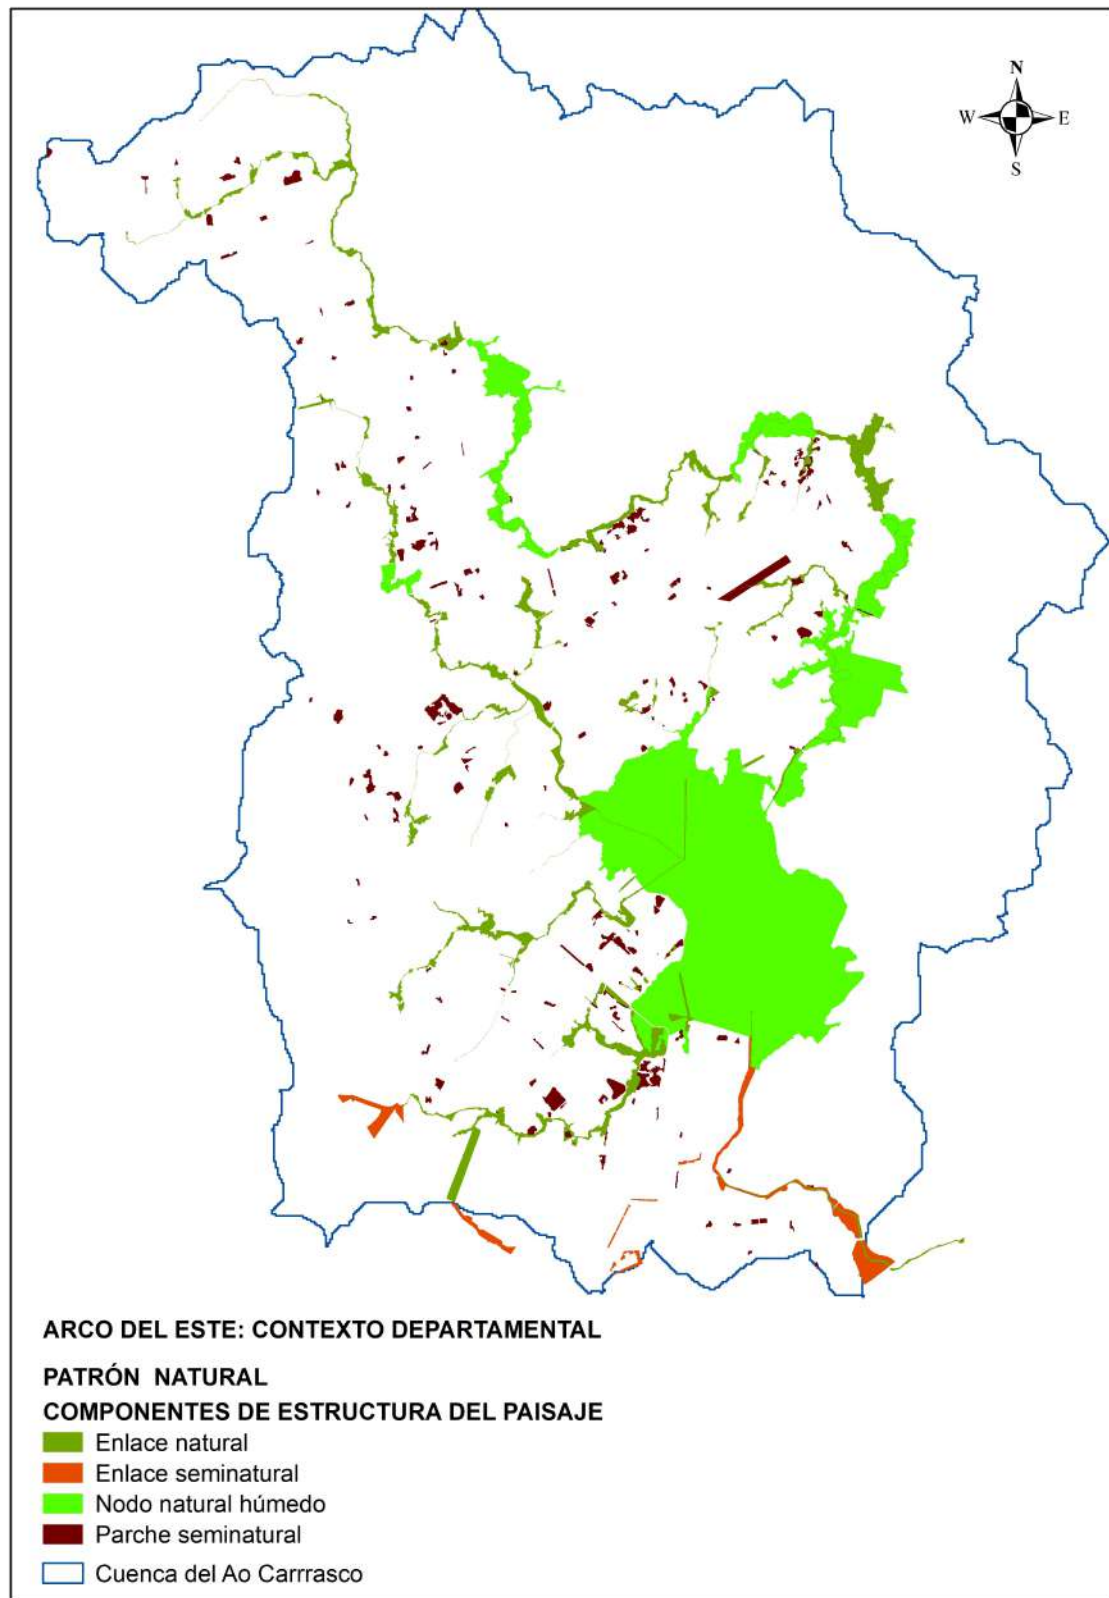 N
W E
S
ARCO DEL ESTE: CONTEXTO DEPARTAMENTAL
PATRÓN NATURAL
COMPONENTES DE ESTRUCTURA DEL PAISAJE
Enlace natural
Enlace seminatural
Nodo natural húmedo
Parche seminatural
Cuenca del Ao Carrrasco